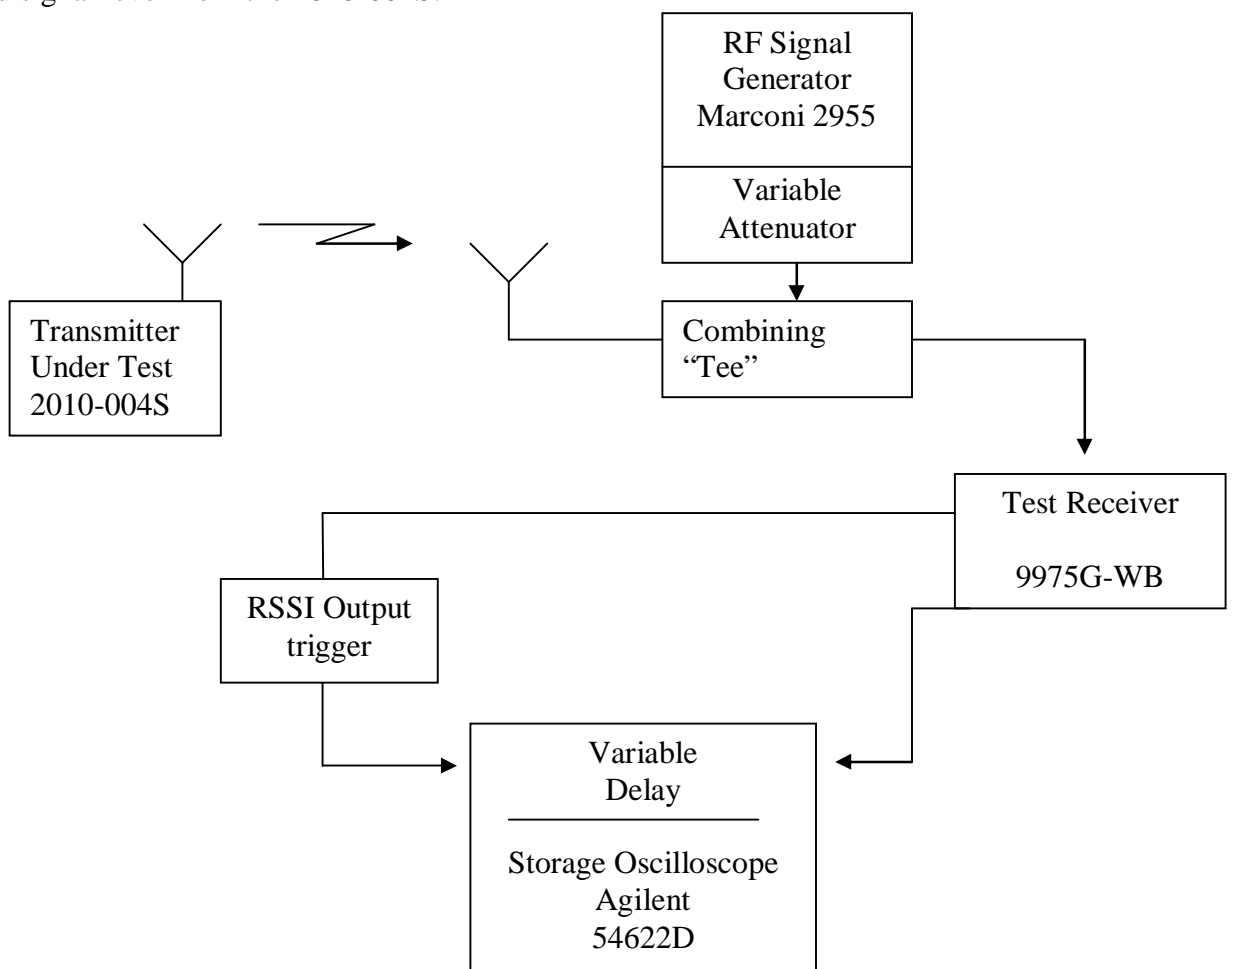 RF Signal
Generator
Marconi 2955
Variable
Attenuator
Transmitter
Under Test
2010-004S
Combining
“Tee”
Test Receiver
9975G-WB
RSSI Output
trigger
Variable
Delay
Storage Oscilloscope
Agilent
54622D